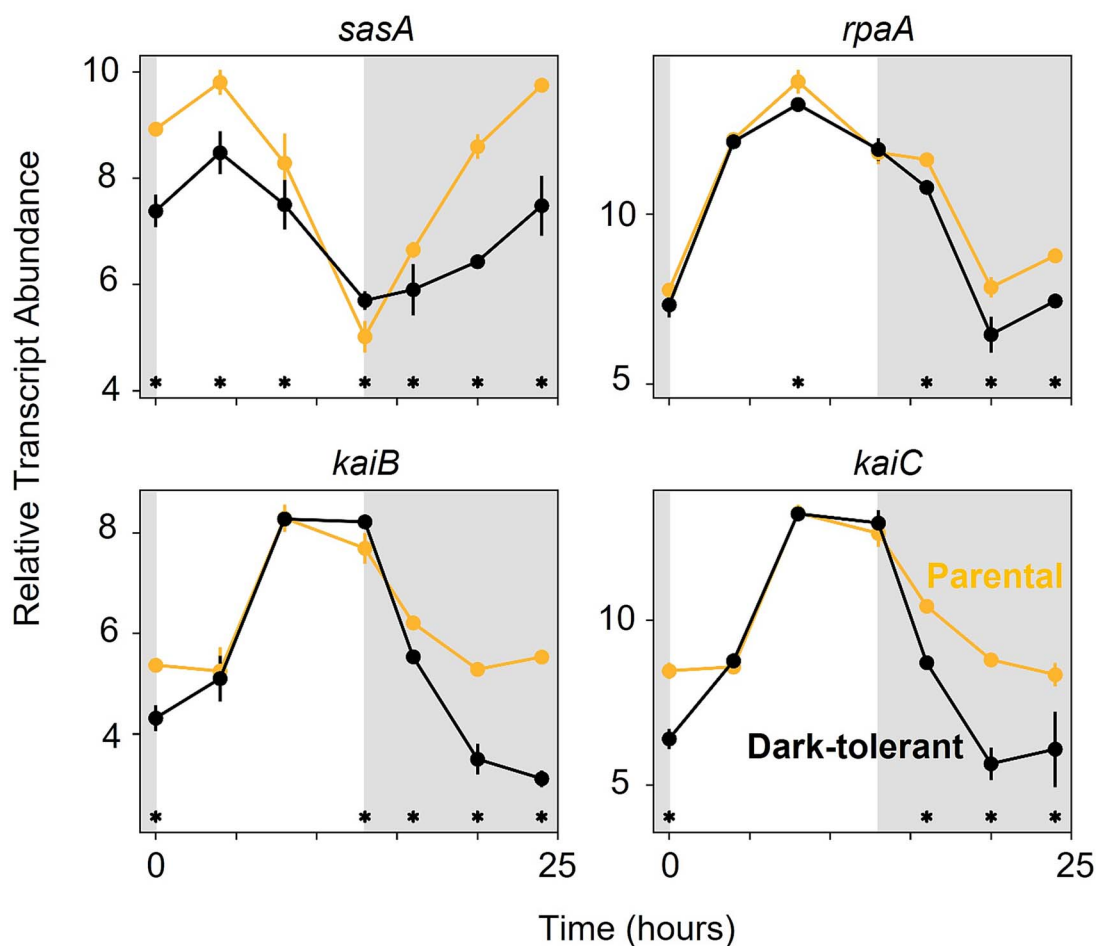 sasA
rpaA
Relative Transcript Abundance
10
8
6
4
* * * * * * *
10
5
* * * *
kaiB
kaiC
8
6
4
* * * * *
0
25
10
5
Parental
Dark-tolerant
* * * *
0
25
Time (hours)